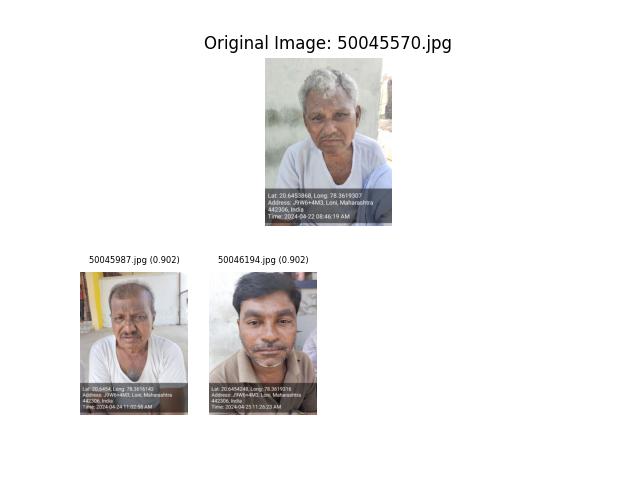 Original Image: 50045570.jpg
Lat: 20.6453868, Long: 78.3619307
Address: J9W6+4M3, Loni, Maharashtra
442306, India
Time: 2024-04-22 08:46:19 AM
50045987.jpg (0.902)
Lat: 20.6454, Long: 78.3616143
Address: J9W6+4M3, Loni, Maharashtra
442306, India
Time: 2024-04-24 11:02:58 AM
50046194.jpg (0.902)
Lat: 20.6454248, Long: 78.3619316
Address: J9W6+4M3, Loni, Maharashtra
442306, India
Time: 2024-04-25 11:26:23 AM